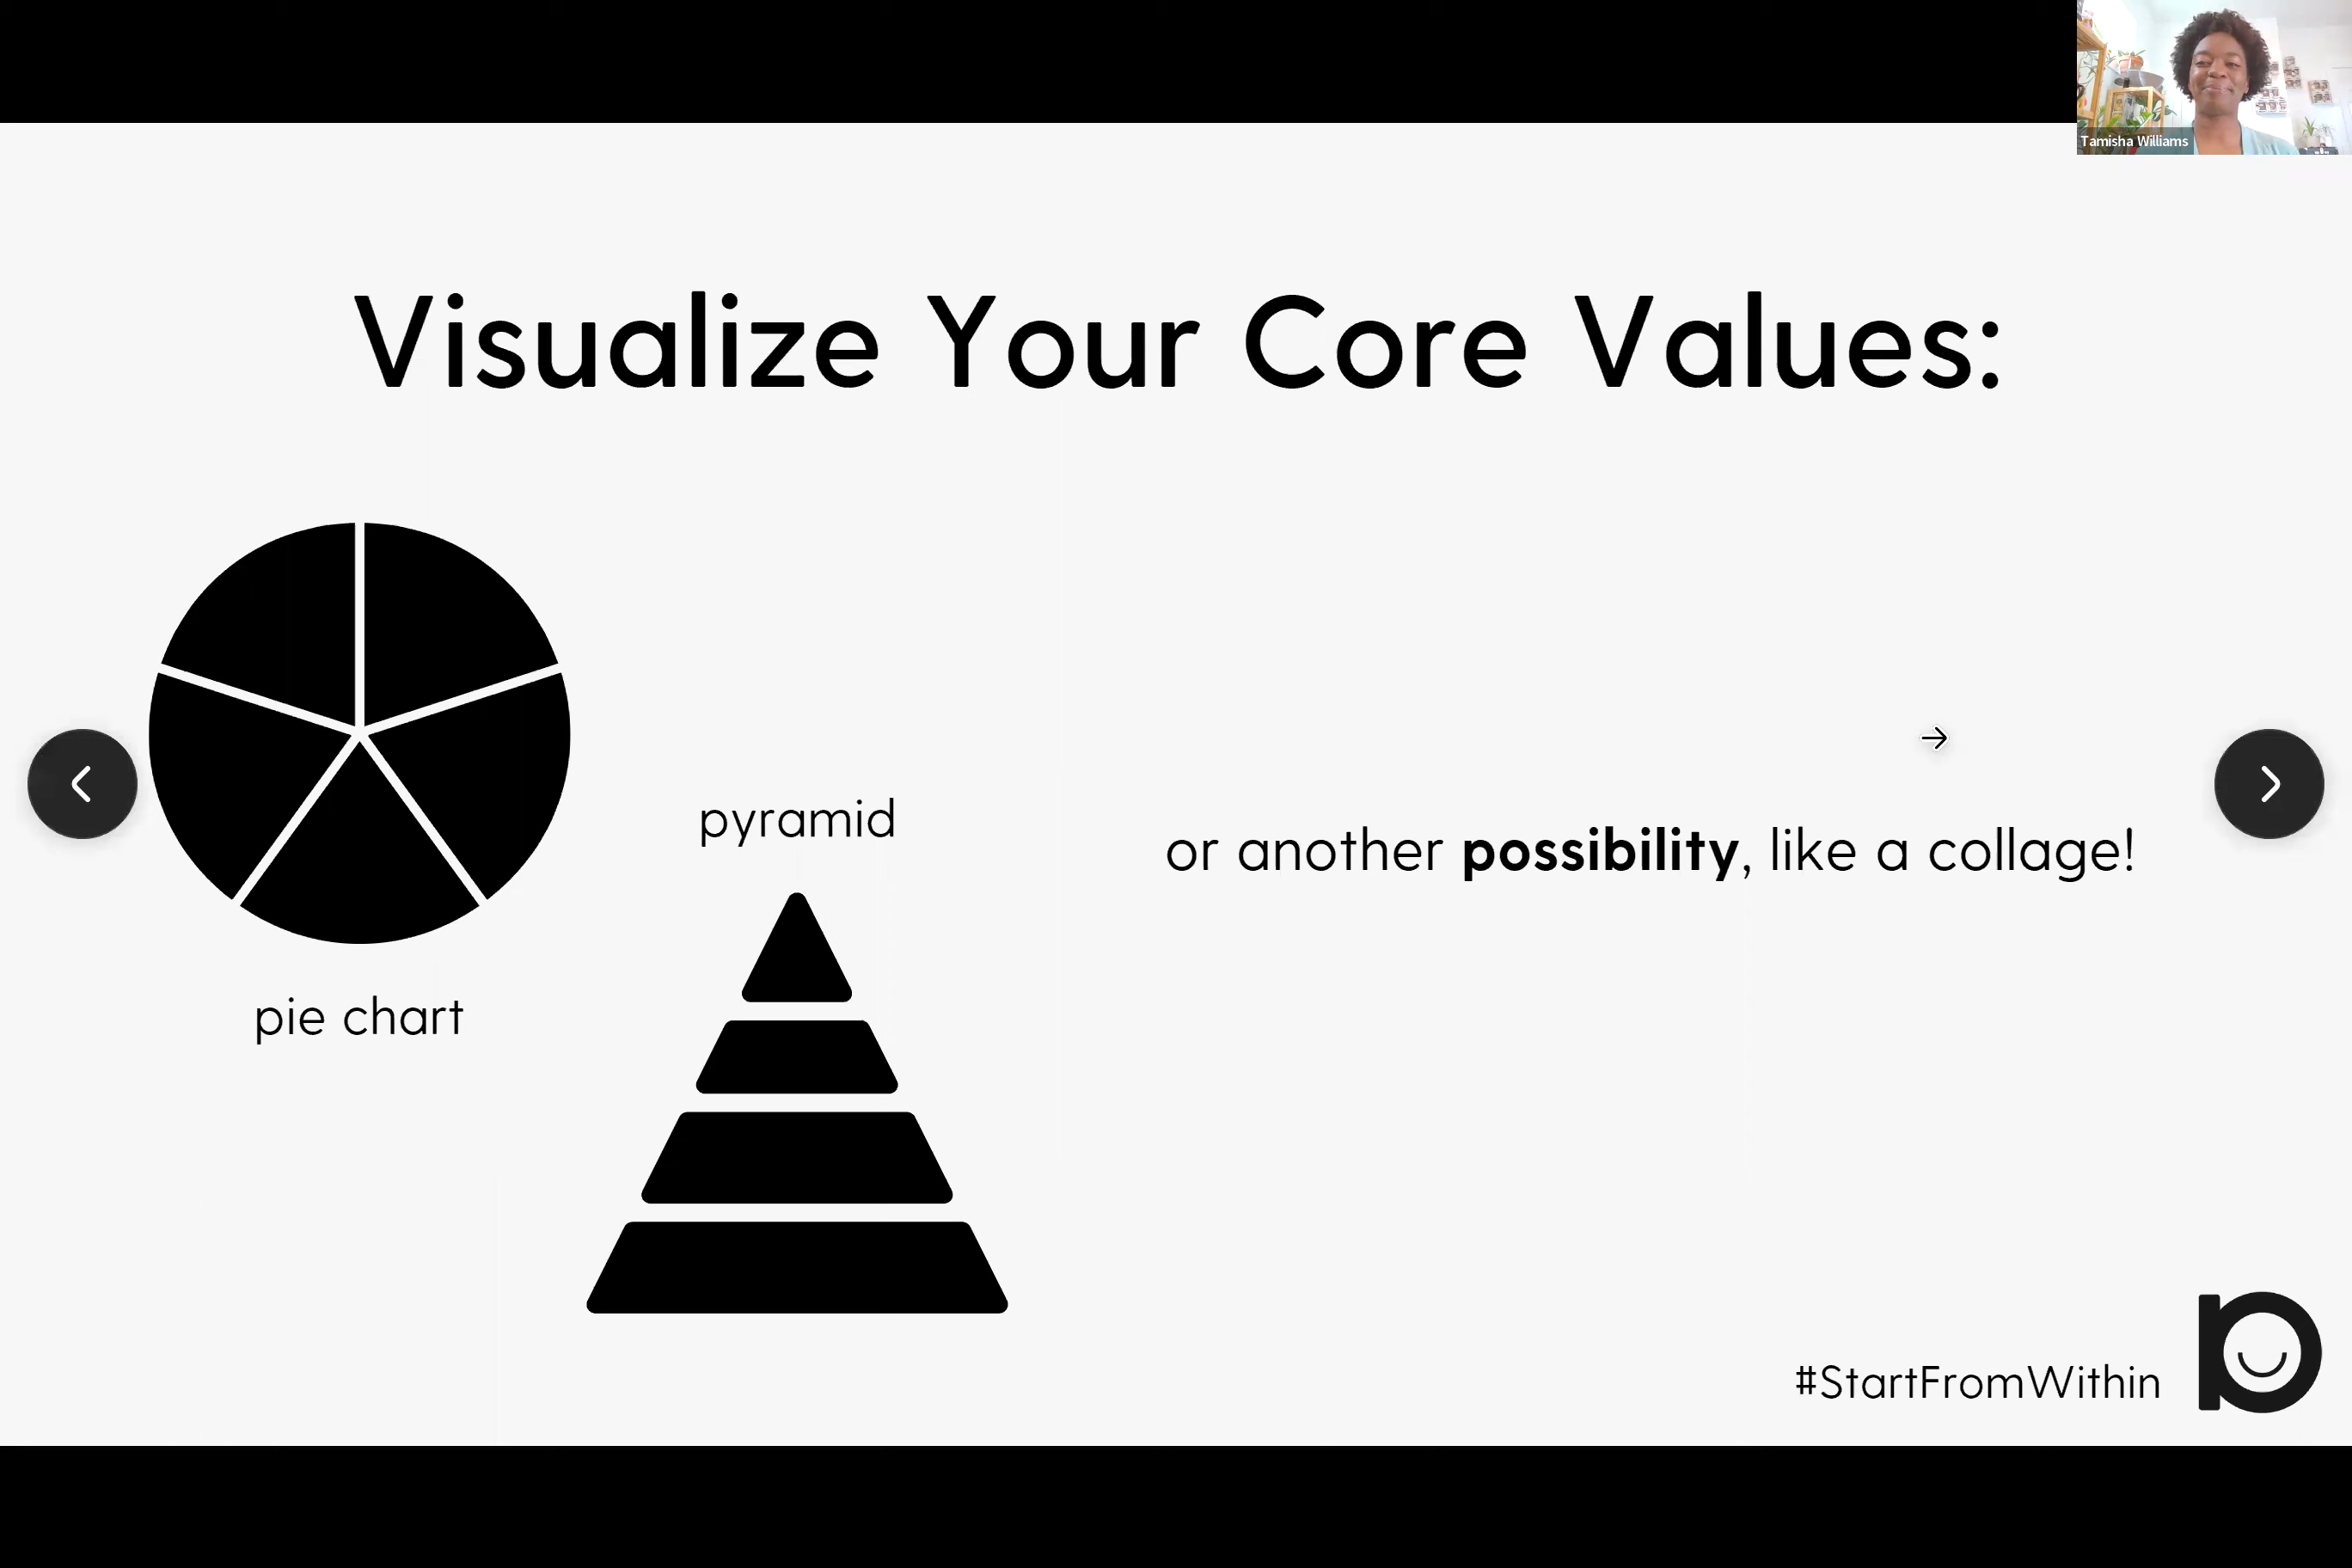 Tamisha Williams
Visualize Your Core Values:
pie chart
pyramid
or another possibility, like a collage!
#StartFromWithin